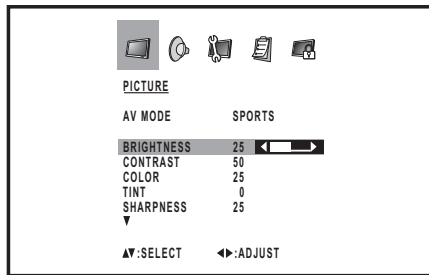 PICTURE
AV MODE SPORTS
BRIGHTNESS 25
CONTRAST 50
COLOR 25
TINT 0
SHARPNESS 25
▼
▲▼:SELECT ◀▶:ADJUST